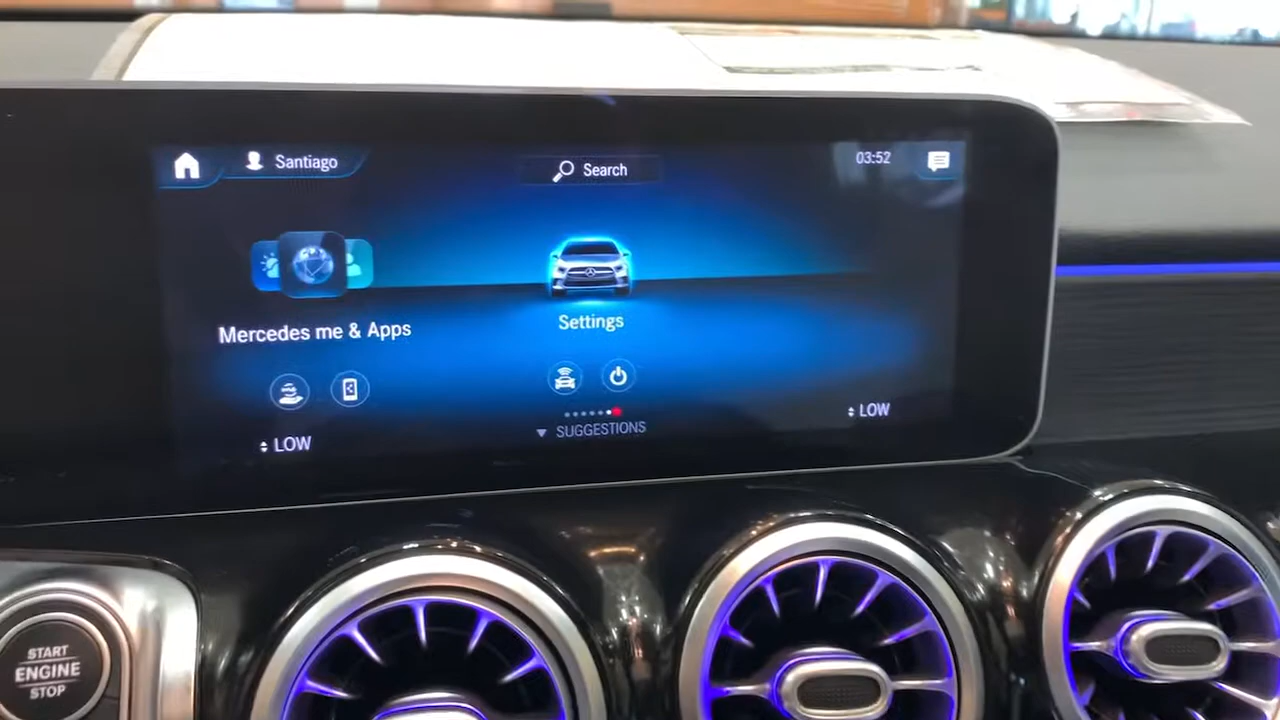 Santiago
Search
03:52
Mercedes me & Apps
Settings
LOW
SUGGESTIONS
LOW
START
ENGINE
STOP